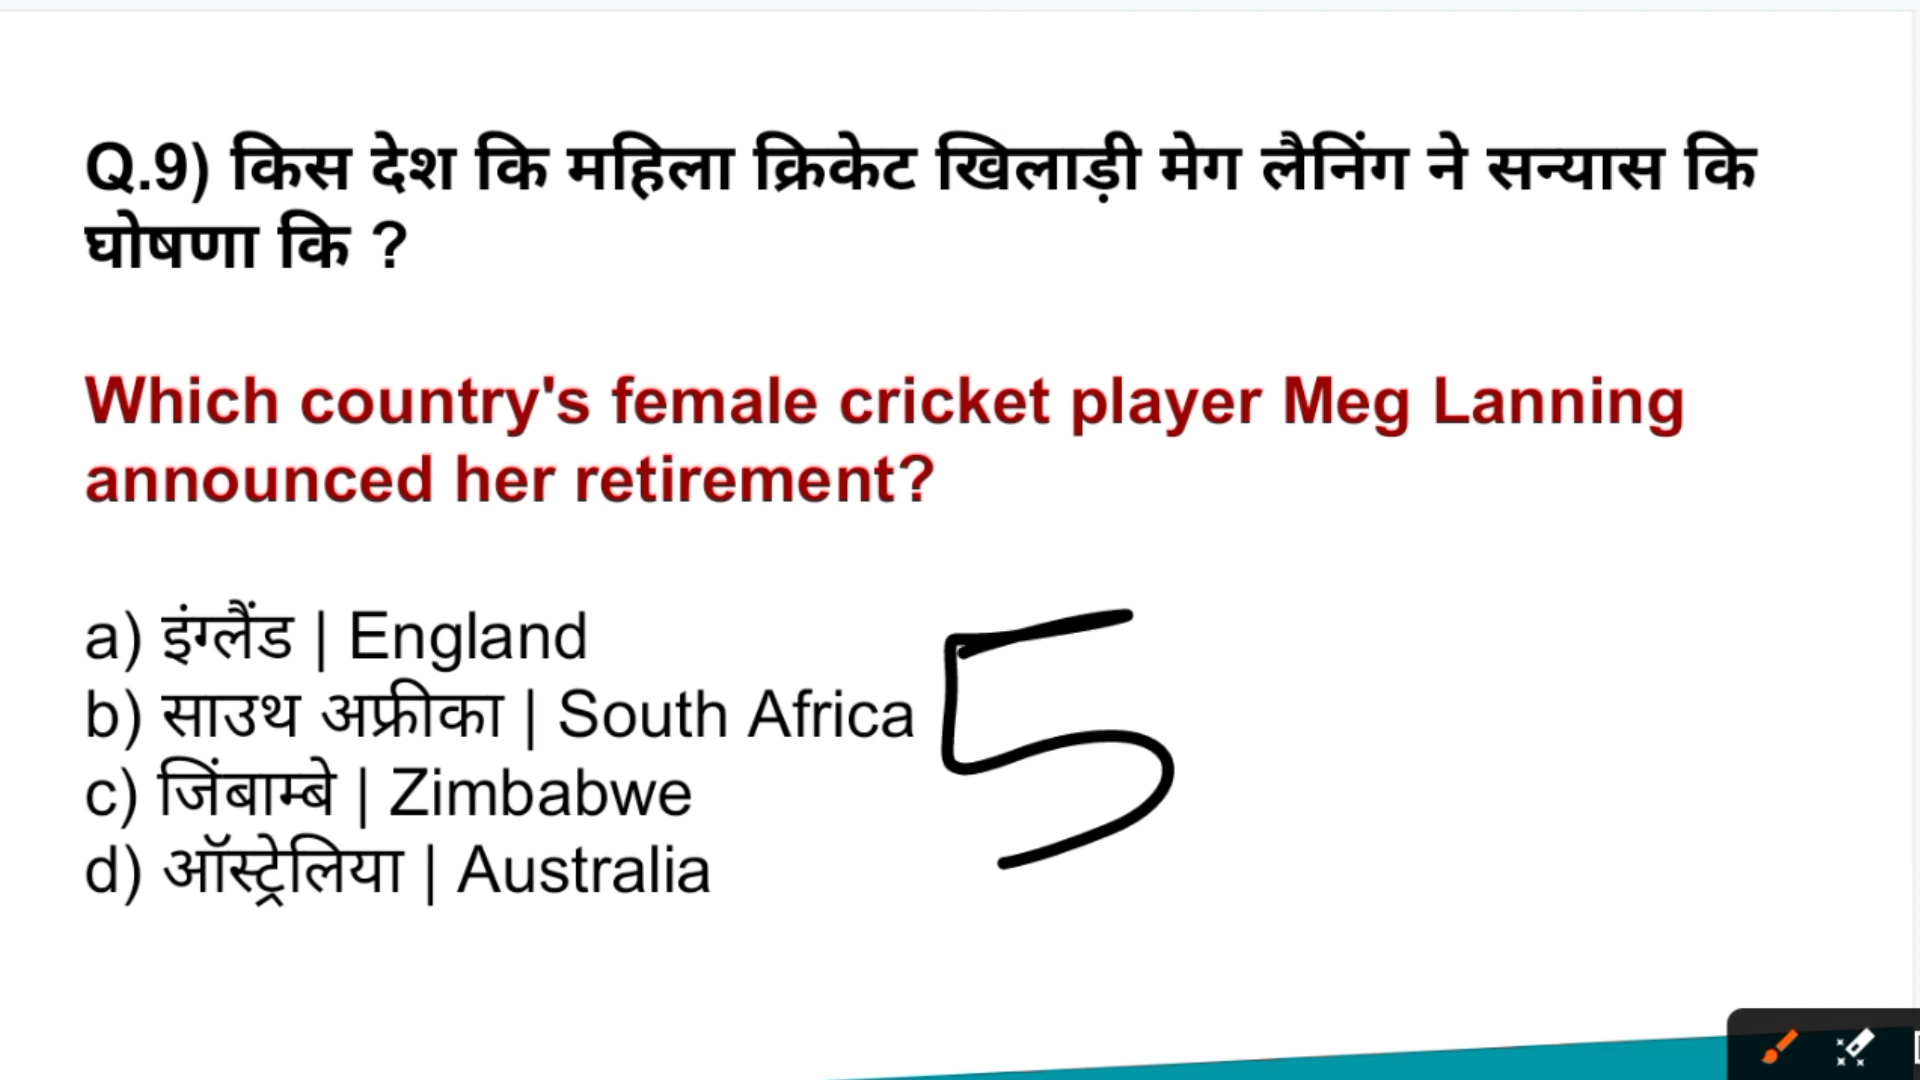 Q.9) किस देश कि महिला क्रिकेट खिलाड़ी मेग लैनिंग ने सन्यास कि
घोषणा कि ?
Which country's female cricket player Meg Lanning
announced her retirement?
a) इंग्लैंड | England
b) साउथ अफ्रीका | South Africa
c) जिंबाम्बे | Zimbabwe
d) ऑस्ट्रेलिया | Australia
5